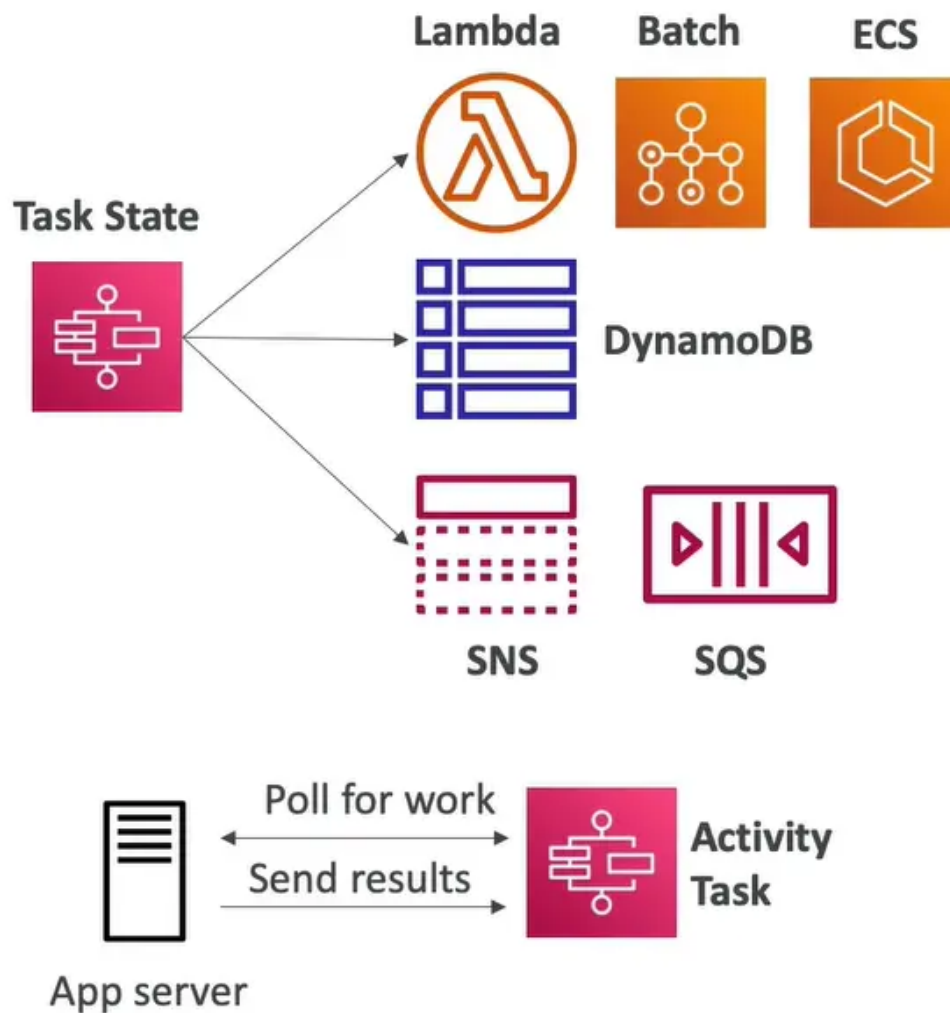 Lambda
Batch
ECS
Task State
DynamoDB
SNS
SQS
Poll for work
Send results
Activity
Task
App server